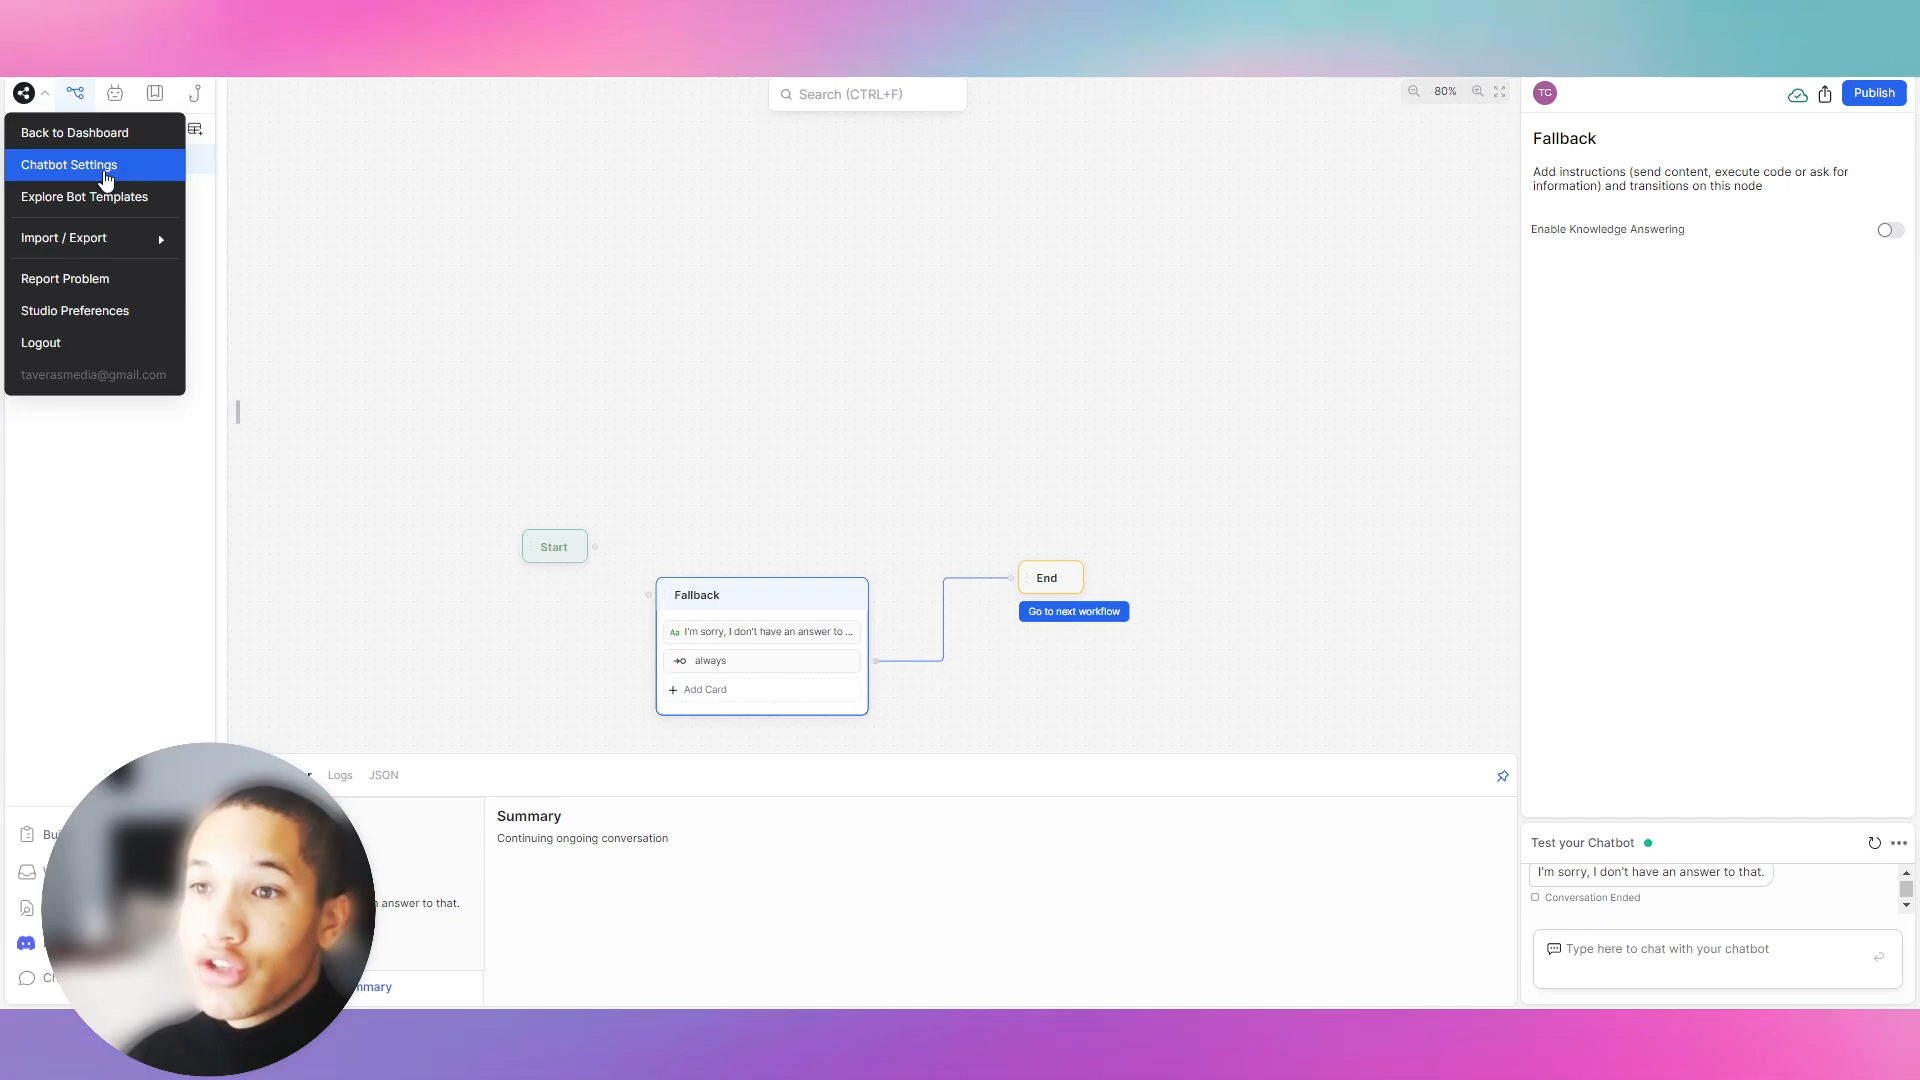 Search (CTRL+F)
80%
TC
Publish
Back to Dashboard
Chatbot Settings
Explore Bot Templates
Import / Export
Report Problem
Studio Preferences
Logout
taverasmedia@gmail.com
Fallback
Add instructions (send content, execute code or ask for
information) and transitions on this node
Enable Knowledge Answering
Start
Fallback
Aa I'm sorry, I don't have an answer to ...
always
Add Card
End
Go to next workflow
Logs JSON
Summary
Continuing ongoing conversation
answer to that.
Test your Chatbot
I'm sorry, I don't have an answer to that.
Conversation Ended
Type here to chat with your chatbot